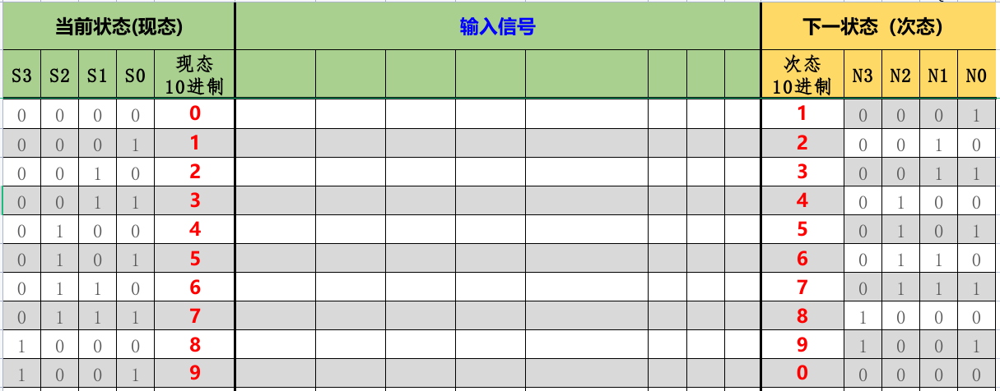 当前状态(现态) 输入信号 下一状态 (次态)
S3 S2 S1 S0 现态 10进制 次态 10进制 N3 N2 N1 N0
0 0 0 0 0 1 0 0 0 1
0 0 0 1 1 2 0 0 1 0
0 0 1 0 2 3 0 0 1 1
0 0 1 1 3 4 0 1 0 0
0 1 0 0 4 5 0 1 0 1
0 1 0 1 5 6 0 1 1 0
0 1 1 0 6 7 0 1 1 1
0 1 1 1 7 8 1 0 0 0
1 0 0 0 8 9 1 0 0 1
1 0 0 1 9 0 0 0 0 0